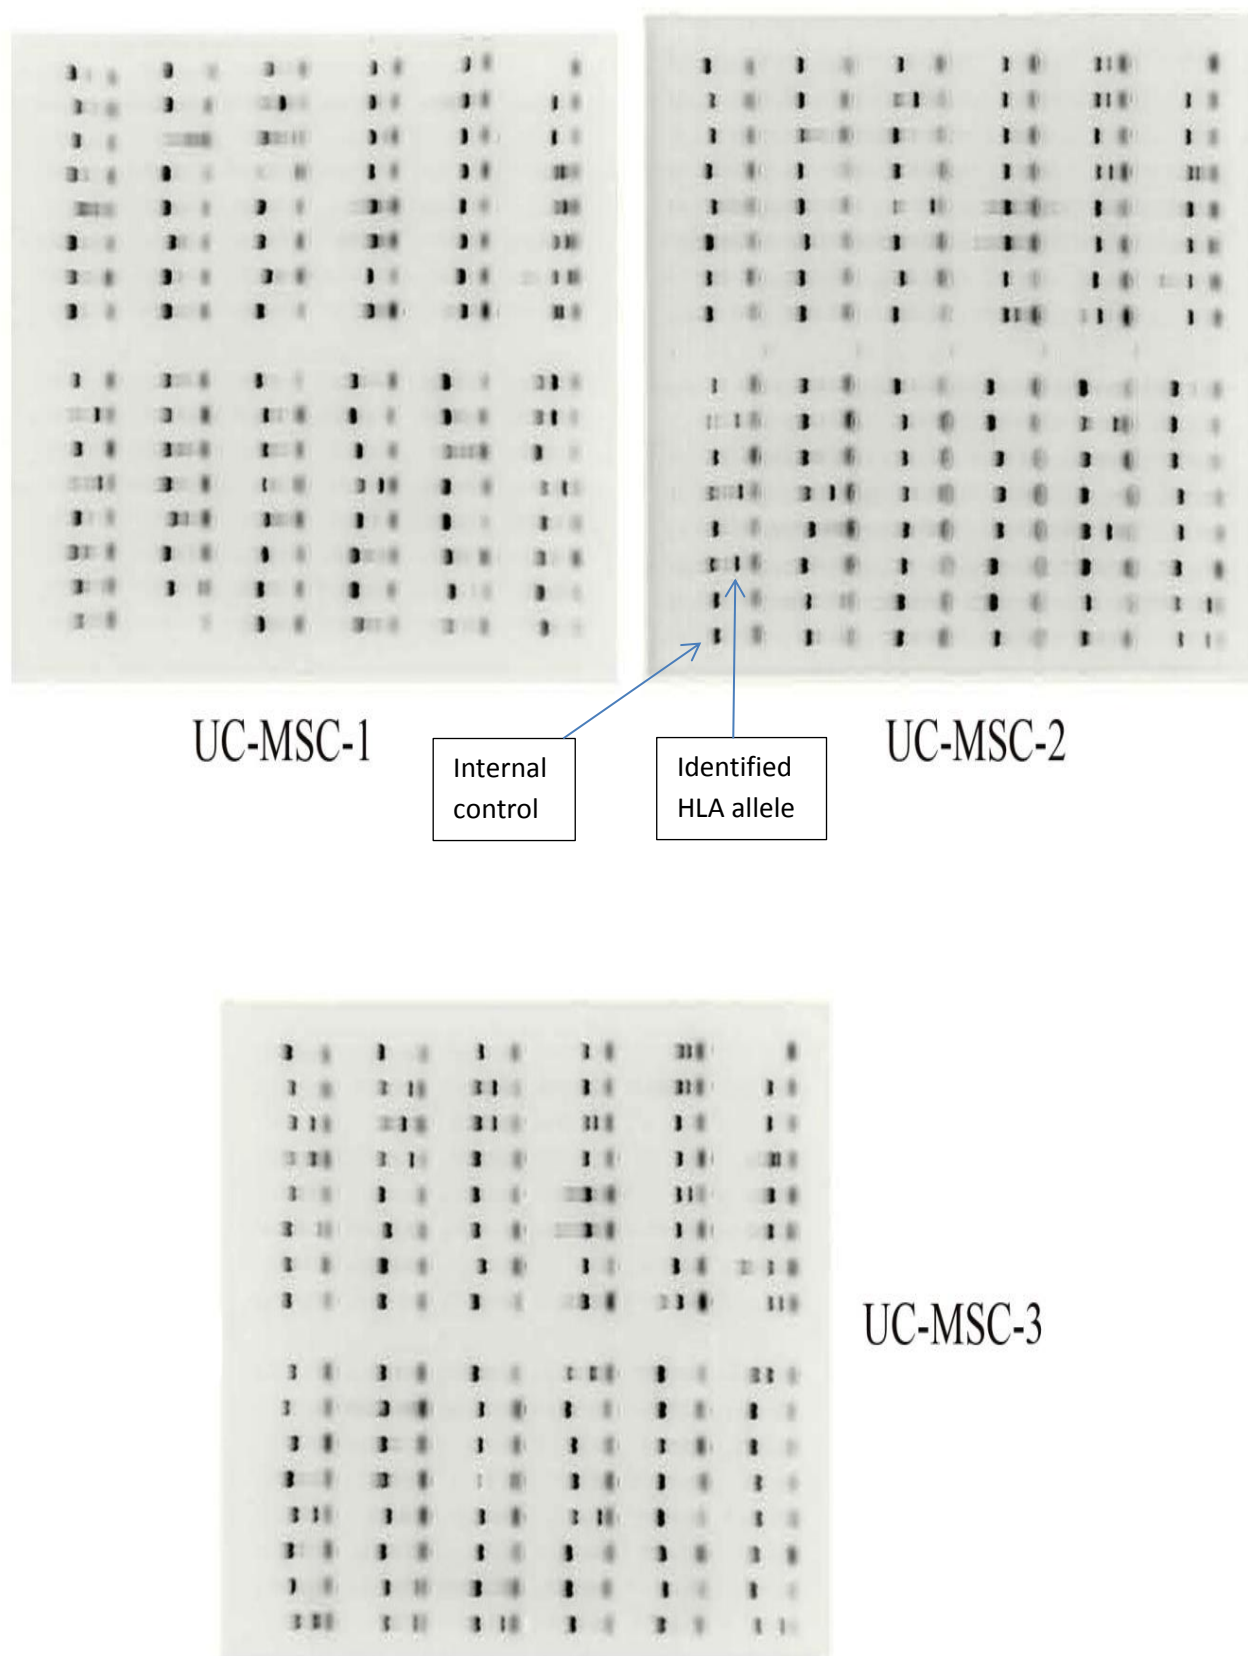 UC-MSC-1
Internal
control
Identified
HLA allele
UC-MSC-2
UC-MSC-3